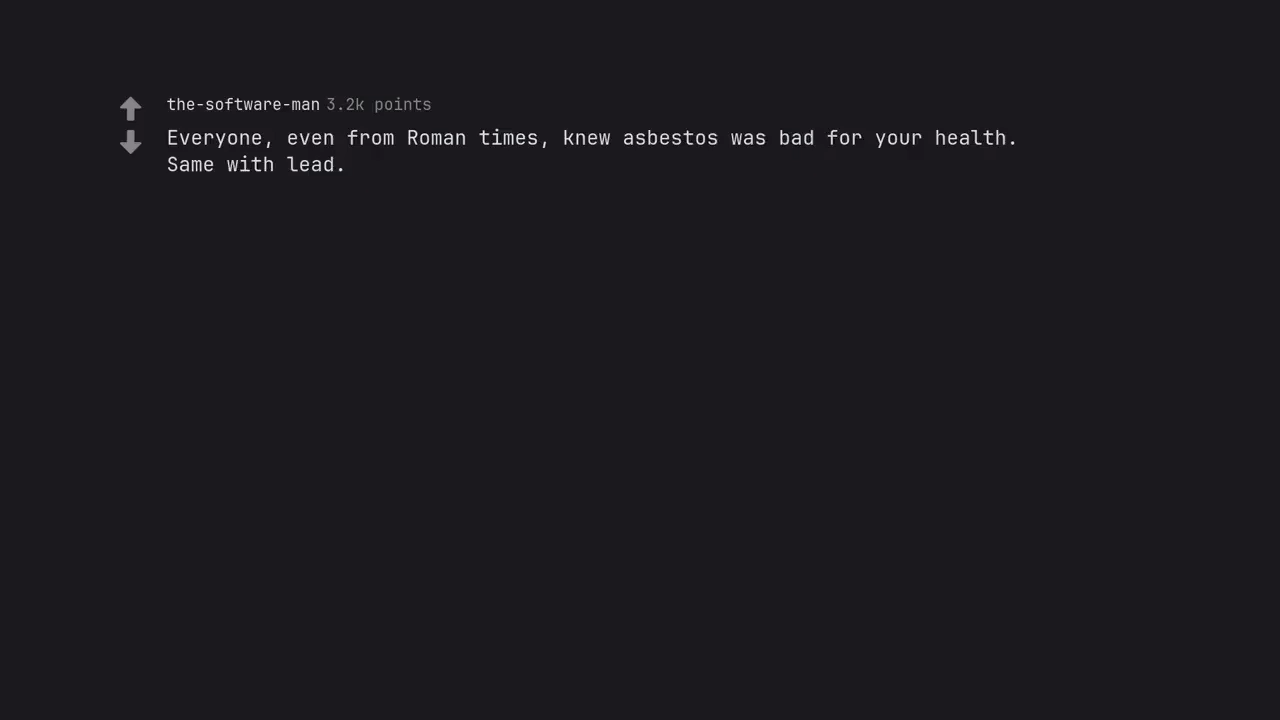 the-software-man 3.2k points
Everyone, even from Roman times, knew asbestos was bad for your health.
Same with lead.